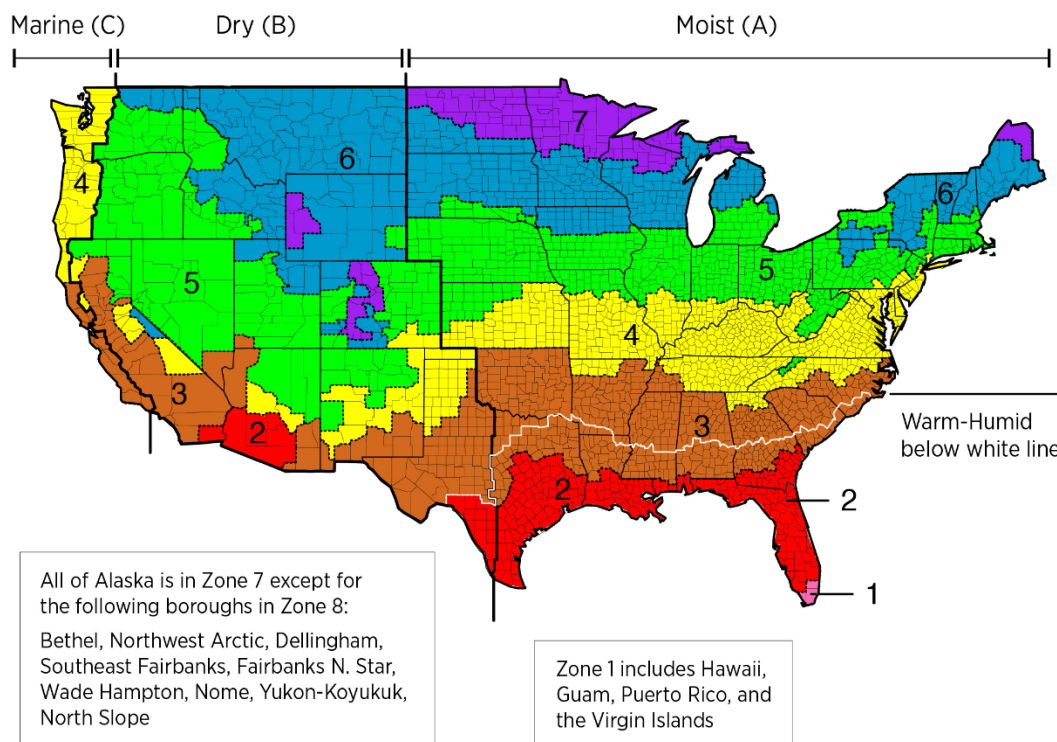 Marine (C)
Dry (B)
Moist (A)
7
6
4
6
5
5
4
3
3
2
Warm-Humid
below white line
2
2
1
All of Alaska is in Zone 7 except for
the following boroughs in Zone 8:
Bethel, Northwest Arctic, Dellingham,
Southeast Fairbanks, Fairbanks N. Star,
Wade Hampton, Nome, Yukon-Koyukuk,
North Slope
Zone 1 includes Hawaii,
Guam, Puerto Rico, and
the Virgin Islands